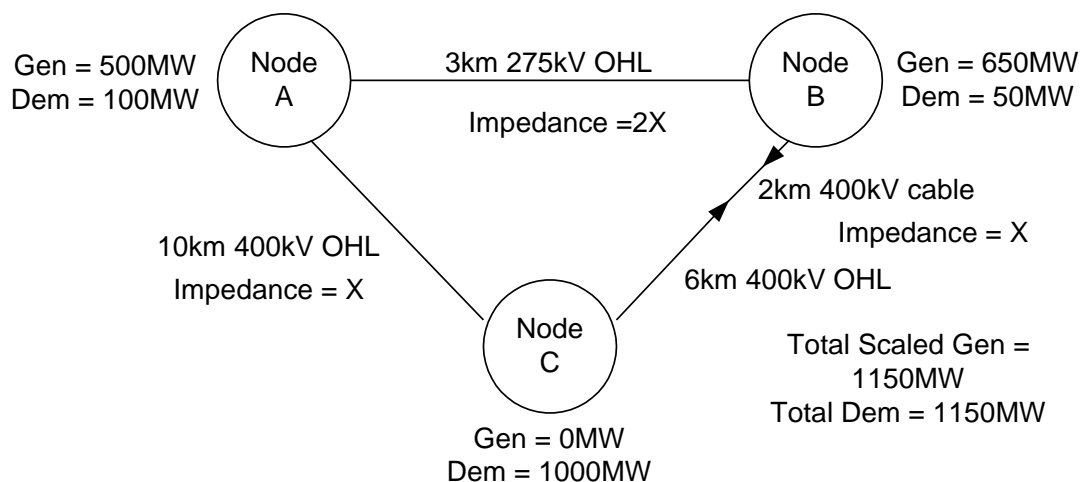 Gen = 500MW
Dem = 100MW
Node
A
3km 275kV OHL
Impedance =2X
Node
B
Gen = 650MW
Dem = 50MW
2km 400kV cable
Impedance = X
10km 400kV OHL
Impedance = X
6km 400kV OHL
Node
C
Gen = 0MW
Dem = 1000MW
Total Scaled Gen =
1150MW
Total Dem = 1150MW